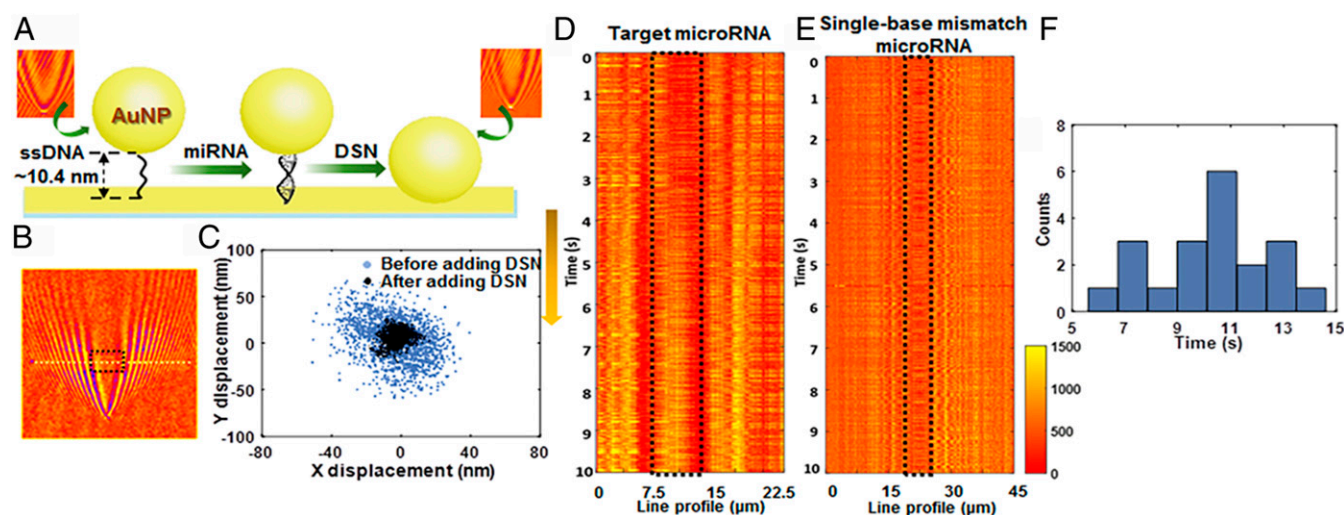 A
AuNP
ssDNA
~10.4 nm
miRNA
DSN
B
C
Before adding DSN
After adding DSN
Y displacement (nm)
100
50
0
-50
-100
-80
-40
0
40
80
X displacement (nm)
D
Target microRNA
Time (s)
0
1
2
3
4
5
6
7
8
9
10
0
7.5
15
22.5
Line profile (µm)
E
Single-base mismatch
microRNA
Time (s)
0
1
2
3
4
5
6
7
8
9
10
0
15
30
45
Line profile (µm)
1500
1000
500
0
F
Counts
8
6
4
2
0
5
7
9
11
13
15
Time (s)